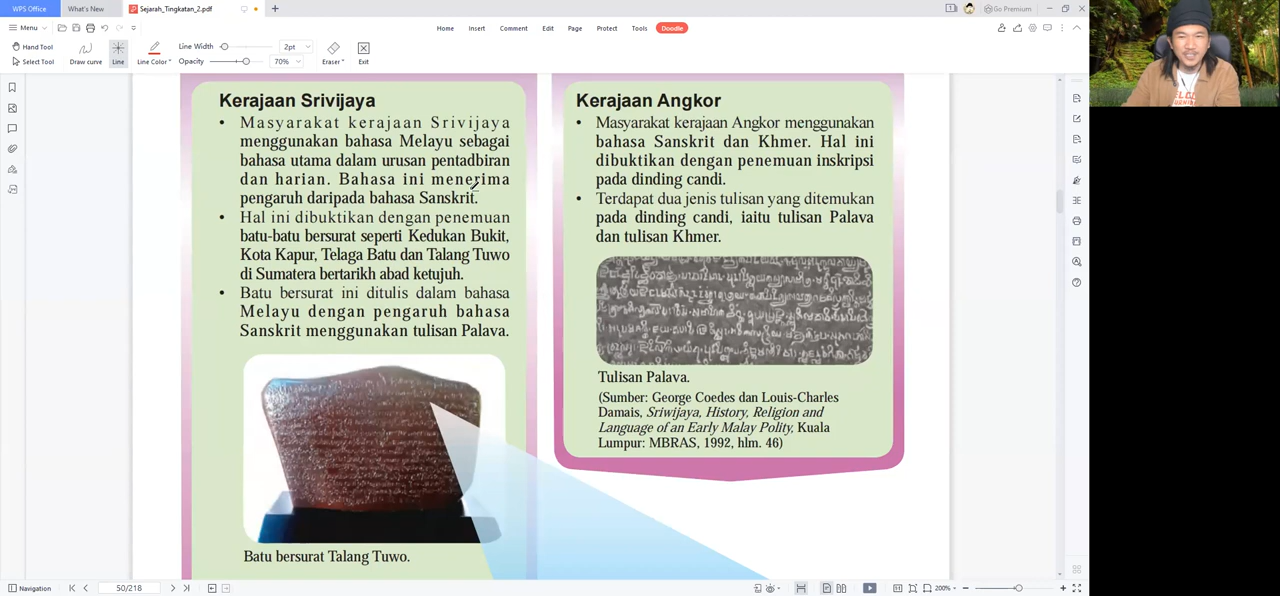 WPS Office
What's New
Sejarah_Tingkatan_2.pdf
Go Premium
Menu
Home
Insert
Comment
Edit
Page
Protect
Tools
Doodle
Hand Tool
Select Tool
Draw curve
Line
Line Color
Line Width
2pt
Opacity
70%
Eraser
Exit
Kerajaan Srivijaya
• Masyarakat kerajaan Srivijaya
menggunakan bahasa Melayu sebagai
bahasa utama dalam urusan pentadbiran
dan harian. Bahasa ini menerima
pengaruh daripada bahasa Sanskrit.
• Hal ini dibuktikan dengan penemuan
batu-batu bersurat seperti Kedukan Bukit,
Kota Kapur, Telaga Batu dan Talang Tuwo
di Sumatera bertarikh abad ketujuh.
• Batu bersurat ini ditulis dalam bahasa
Melayu dengan pengaruh bahasa
Sanskrit menggunakan tulisan Palava.
Batu bersurat Talang Tuwo.
Kerajaan Angkor
• Masyarakat kerajaan Angkor menggunakan
bahasa Sanskrit dan Khmer. Hal ini
dibuktikan dengan penemuan inskripsi
pada dinding candi.
• Terdapat dua jenis tulisan yang ditemukan
pada dinding candi, iaitu tulisan Palava
dan tulisan Khmer.
Tulisan Palava.
(Sumber: George Coedes dan Louis-Charles
Damais, Sriwijaya, History, Religion and
Language of an Early Malay Polity, Kuala
Lumpur: MBRAS, 1992, hlm. 46)
Navigation
50/218
200%